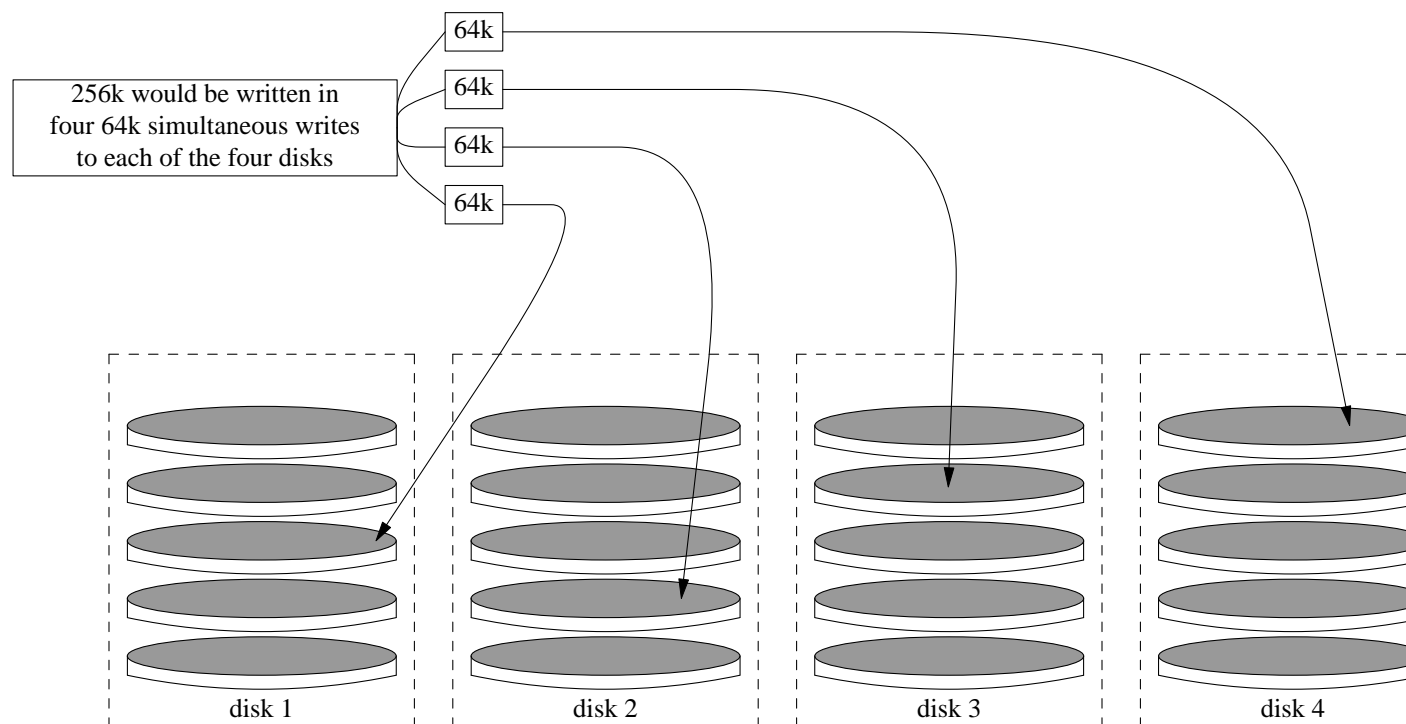 64k
64k
256k would be written in
four 64k simultaneous writes
to each of the four disks
64k
64k
disk 1
disk 2
disk 3
disk 4